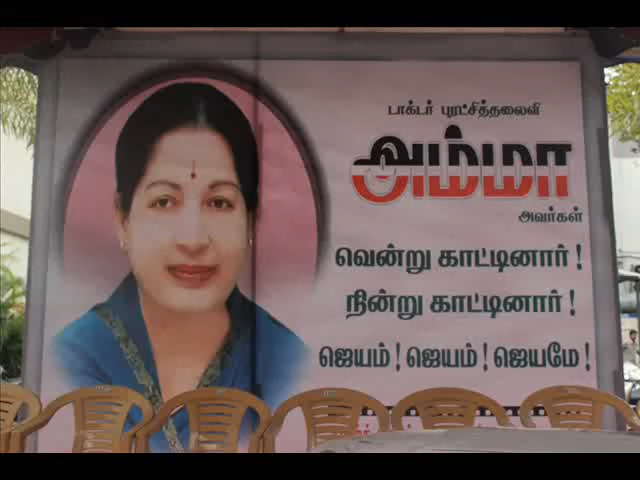 டாக்டர் புரட்சித்தலைவி
அம்மா
அவர்கள்
வென்று காட்டினார் !
நின்று காட்டினார் !
ஜெயம் ! ஜெயம் ! ஜெயமே !